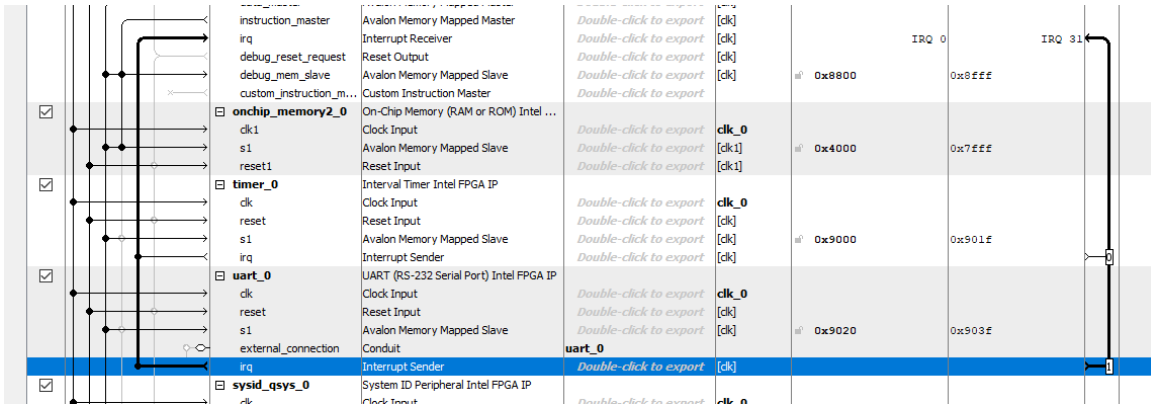 instruction_master Avalon Memory Mapped Master Double-click to export [clk]
irq Interrupt Receiver Double-click to export [clk] IRQ 0 IRQ 31
debug_reset_request Reset Output Double-click to export [clk]
debug_mem_slave Avalon Memory Mapped Slave Double-click to export [clk] 0x8800 0x8fff
custom_instruction_m... Custom Instruction Master Double-click to export
onchip_memory2_0 On-Chip Memory (RAM or ROM) Intel ...
clk1 Clock Input Double-click to export clk_0
s1 Avalon Memory Mapped Slave Double-click to export [clk1] 0x4000 0x7fff
reset1 Reset Input Double-click to export [clk1]
timer_0 Interval Timer Intel FPGA IP
clk Clock Input Double-click to export clk_0
reset Reset Input Double-click to export [clk]
s1 Avalon Memory Mapped Slave Double-click to export [clk] 0x9000 0x901f
irq Interrupt Sender Double-click to export [clk] 0
uart_0 UART (RS-232 Serial Port) Intel FPGA IP
clk Clock Input Double-click to export clk_0
reset Reset Input Double-click to export [clk]
s1 Avalon Memory Mapped Slave Double-click to export [clk] 0x9020 0x903f
external_connection Conduit uart_0
irq Interrupt Sender Double-click to export [clk] 1
sysid_qsys_0 System ID Peripheral Intel FPGA IP
clk Clock Input Double-click to export clk_0